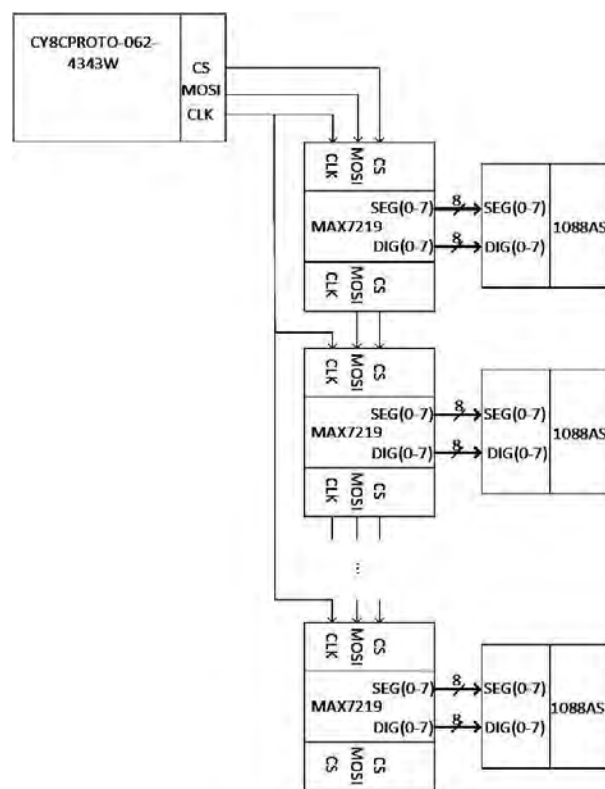 CY8CPROTO-062-
4343W
CS
MOSI
CLK
CLK MOSI CS
SEG(0-7) 8 SEG(0-7)
MAX7219 1088AS
DIG(0-7) 8 DIG(0-7)
CLK MOSI CS
CLK MOSI CS
SEG(0-7) 8 SEG(0-7)
MAX7219 1088AS
DIG(0-7) 8 DIG(0-7)
CLK MOSI CS
...
CLK MOSI CS
SEG(0-7) 8 SEG(0-7)
MAX7219 1088AS
DIG(0-7) 8 DIG(0-7)
CS MOSI CS